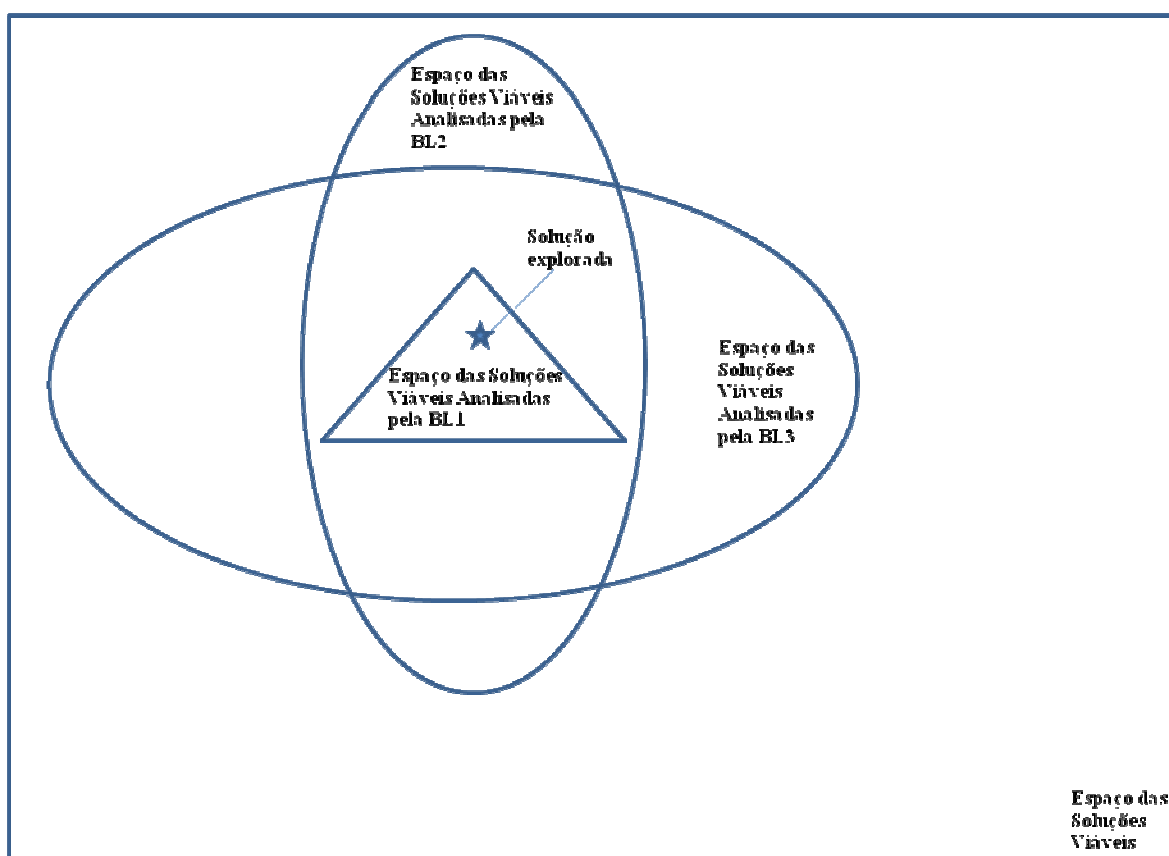 Espaço das
Soluções Viáveis
Analisadas pela
BL2
Solução
explorada
Espaço das Soluções
Viáveis Analisadas
pela BL1
Espaço das
Soluções
Viáveis
Analisadas
pela BL3
Espaço das
Soluções
Viáveis